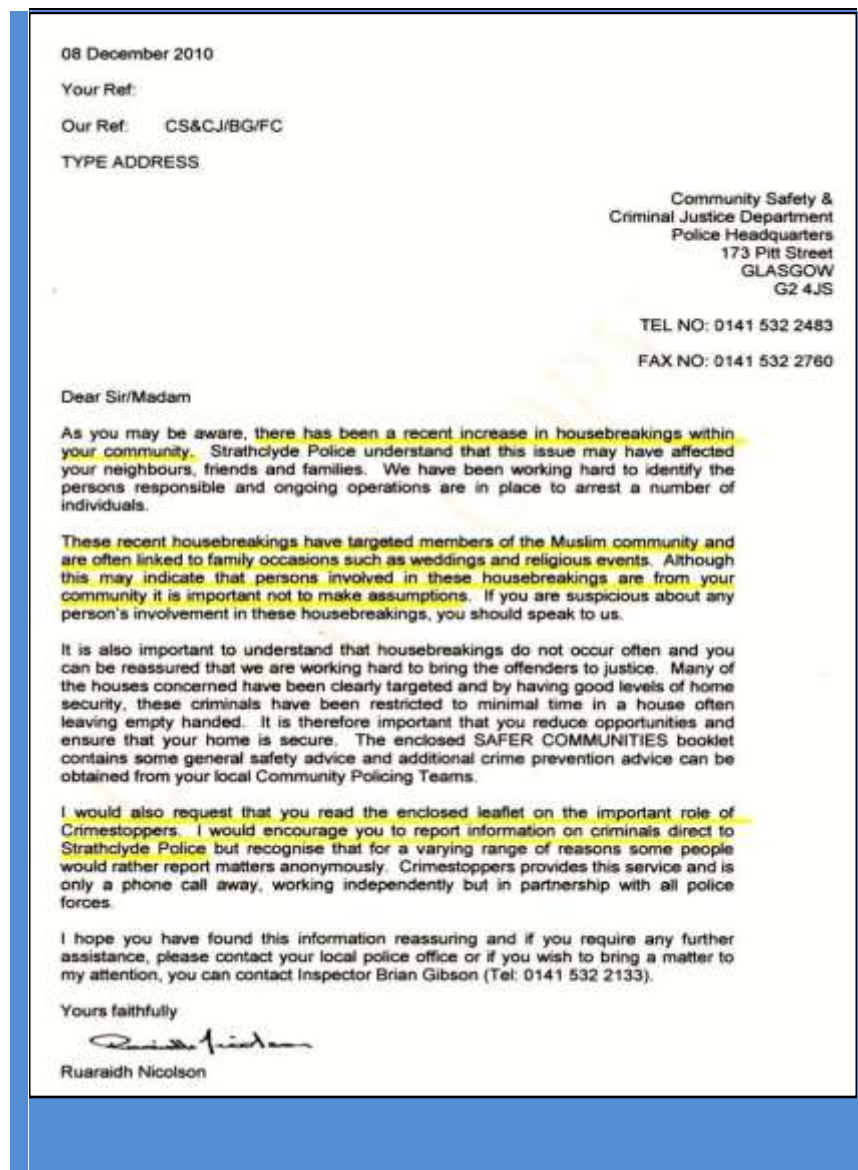 08 December 2010
Your Ref:
Our Ref: CS&CJ/BG/FC
TYPE ADDRESS
Community Safety &
Criminal Justice Department
Police Headquarters
173 Pitt Street
GLASGOW
G2 4JS
TEL NO: 0141 532 2483
FAX NO: 0141 532 2760
Dear Sir/Madam
As you may be aware, there has been a recent increase in housebreakings within
your community. Strathclyde Police understand that this issue may have affected
your neighbours, friends and families. We have been working hard to identify the
persons responsible and ongoing operations are in place to arrest a number of
individuals.
These recent housebreakings have targeted members of the Muslim community and
are often linked to family occasions such as weddings and religious events. Although
this may indicate that persons involved in these housebreakings are from your
community it is important not to make assumptions. If you are suspicious about any
person's involvement in these housebreakings, you should speak to us.
It is also important to understand that housebreakings do not occur often and you
can be reassured that we are working hard to bring the offenders to justice. Many of
the houses concerned have been clearly targeted and by having good levels of home
security, these criminals have been restricted to minimal time in a house often
leaving empty handed. It is therefore important that you reduce opportunities and
ensure that your home is secure. The enclosed SAFER COMMUNITIES booklet
contains some general safety advice and additional crime prevention advice can be
obtained from your local Community Policing Teams.
I would also request that you read the enclosed leaflet on the important role of
Crimestoppers. I would encourage you to report information on criminals direct to
Strathclyde Police but recognise that for a varying range of reasons some people
would rather report matters anonymously. Crimestoppers provides this service and is
only a phone call away, working independently but in partnership with all police
forces.
I hope you have found this information reassuring and if you require any further
assistance, please contact your local police office or if you wish to bring a matter to
my attention, you can contact Inspector Brian Gibson (Tel: 0141 532 2133).
Yours faithfully
Ruaraidh Nicolson